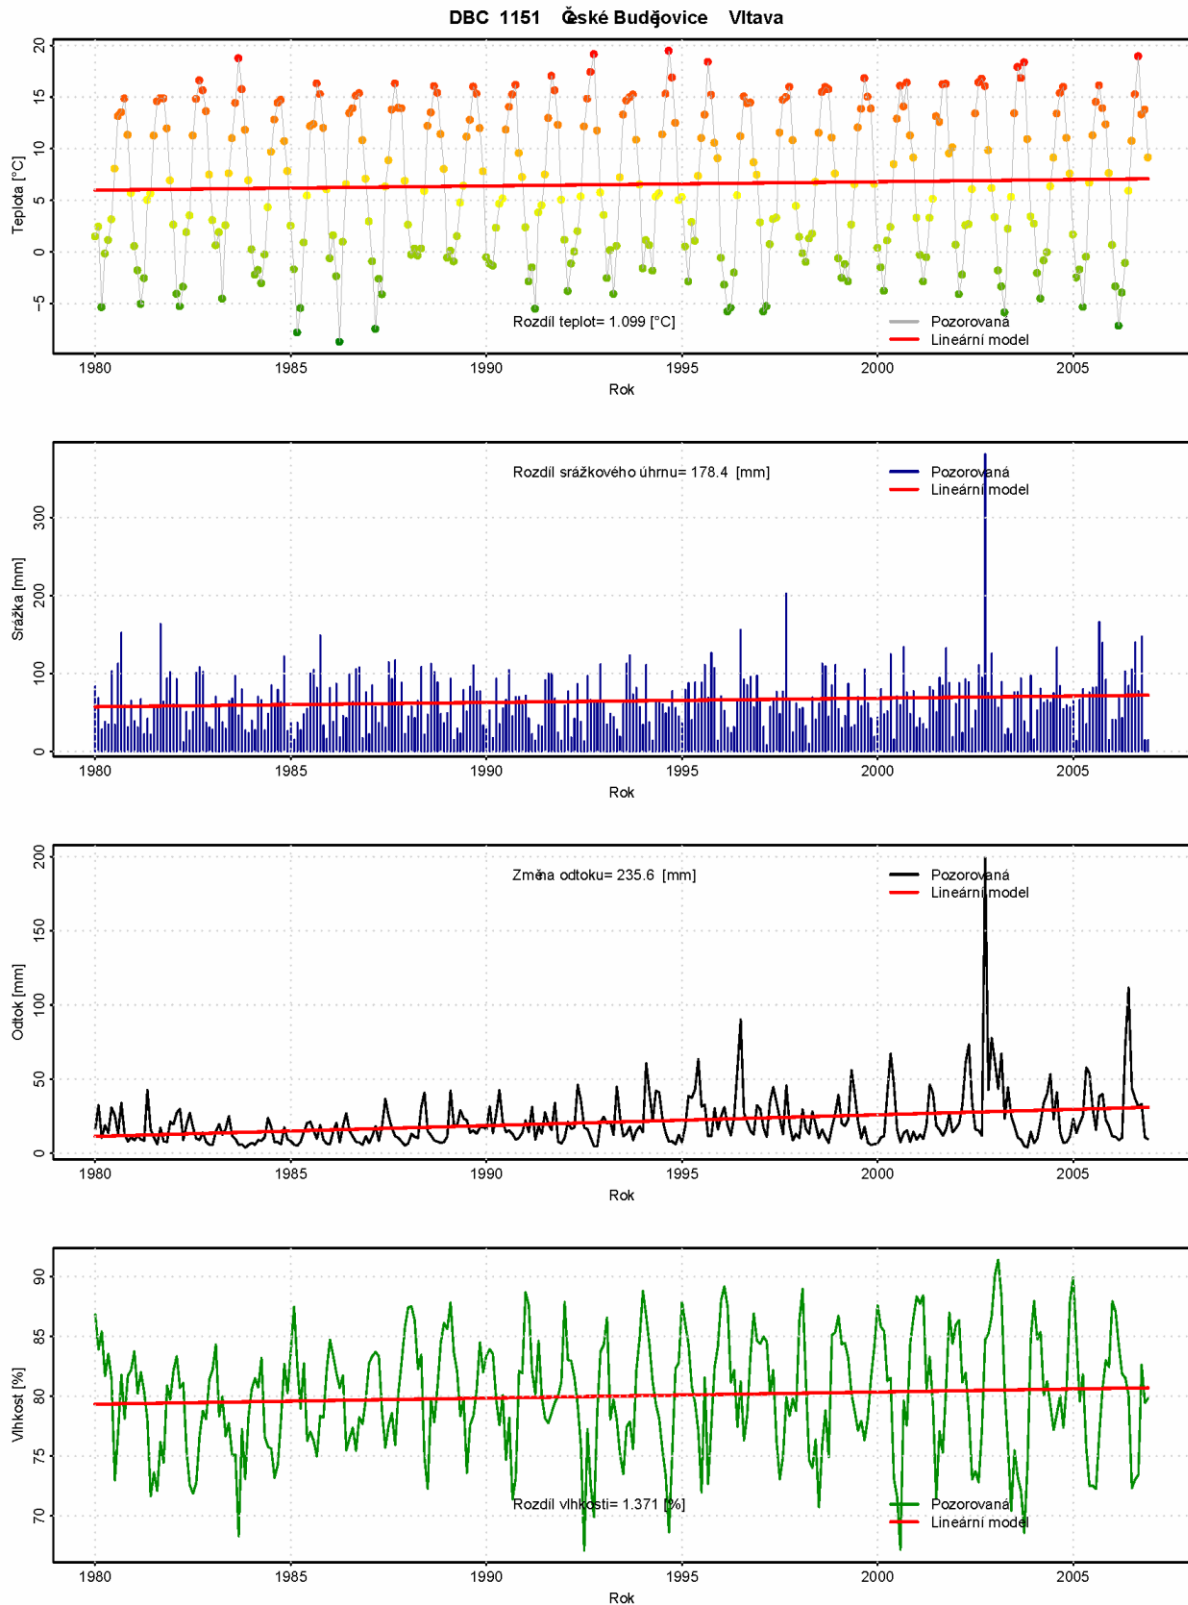 DBC 1151 České Budějovice Vltava
Teplota [°C]
20
15
10
5
0
−5
Rozdíl teplot= 1.099 [°C]
Pozorovaná
Lineární model
1980 1985 1990 1995 2000 2005
Rok
Srážka [mm]
300
200
100
0
Rozdíl srážkového úhrnu= 178.4 [mm]
Pozorovaná
Lineární model
1980 1985 1990 1995 2000 2005
Rok
Odtok [mm]
200
150
100
50
0
Změna odtoku= 235.6 [mm]
Pozorovaná
Lineární model
1980 1985 1990 1995 2000 2005
Rok
Vlhkost [%]
90
85
80
75
70
Rozdíl vlhkosti= 1.371 [%]
Pozorovaná
Lineární model
1980 1985 1990 1995 2000 2005
Rok